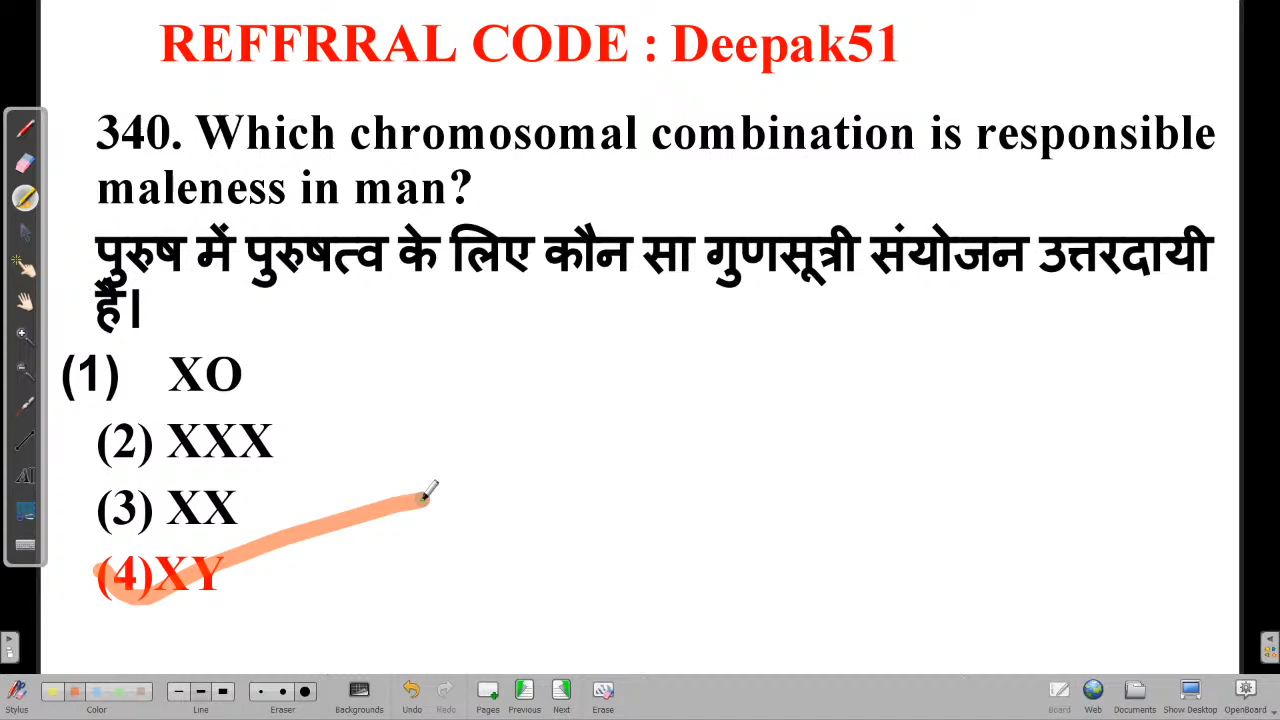 REFFRRAL CODE : Deepak51
340. Which chromosomal combination is responsible
maleness in man?
पुरुष में पुरुषत्व के लिए कौन सा गुणसूत्री संयोजन उत्तरदायी
है।
(1) XO
(2) XXX
(3) XX
(4)XY
Stylus Color Line Eraser Backgrounds Undo Redo Pages Previous Next Erase Board Web Documents Show Desktop OpenBoard